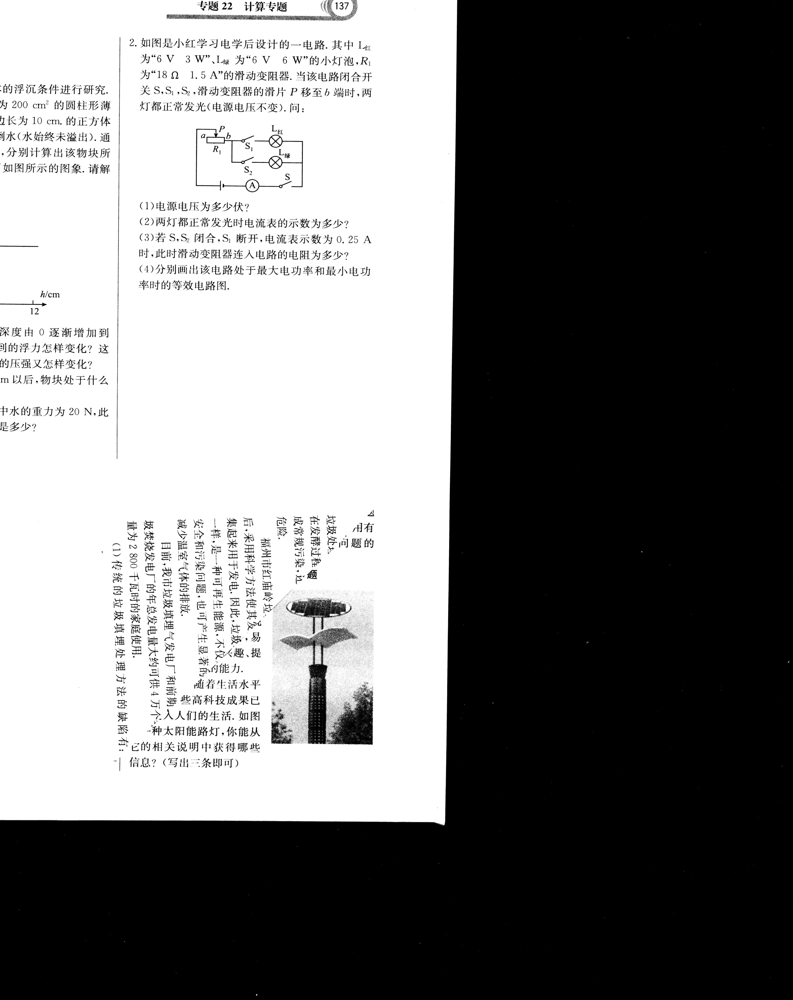 专题 22 计算专题
137
的浮沉条件进行研究.
为 200 cm² 的圆柱形薄
边长为 10 cm. 的正方体
到水(水始终未溢出).通
,分别计算出该物块所
如图所示的图象.请解
h/cm
12
深度由 0 逐渐增加到
到的浮力怎样变化? 这
的压强又怎样变化?
m 以后,物块处于什么
中水的重力为 20 N,此
是多少?
2. 如图是小红学习电学后设计的一电路.其中 L红
为“6 V 3 W”、L绿 为“6 V 6 W”的小灯泡,R₁
为“18 Ω 1.5 A”的滑动变阻器.当该电路闭合开
关 S,S₁,S₂,滑动变阻器的滑片 P 移至 b 端时,两
灯都正常发光(电源电压不变).问:
P
a
b
R₁
S₁
L红
S₂
L绿
A
S
(1)电源电压为多少伏?
(2)两灯都正常发光时电流表的示数为多少?
(3)若 S,S₂ 闭合,S₁ 断开,电流表示数为 0.25 A
时,此时滑动变阻器连入电路的电阻为多少?
(4)分别画出该电路处于最大电功率和最小电功
率时的等效电路图.
用有
问题的
题
易
趣、提
的能力.
随着生活水平
些高科技成果已
入人们的生活.如图
种太阳能路灯,你能从
它的相关说明中获得哪些
信息?(写出三条即可)
垃圾处
在发酵过程
成常规污染,
危险.
福州市红庙岭垃
后,采用科学方法使其发
集起来用于发电.因此,垃圾
一样,是一种可再生能源,不仅
安全和污染问题,也可产生显著的
减少温室气体的排放.
目前,我市垃圾填埋气发电厂和前期
圾焚烧发电厂的年总发电量大约可供 4 万个
量为 2 800 千瓦时的家庭使用.
(1)传统的垃圾填埋处理方法的缺陷有: